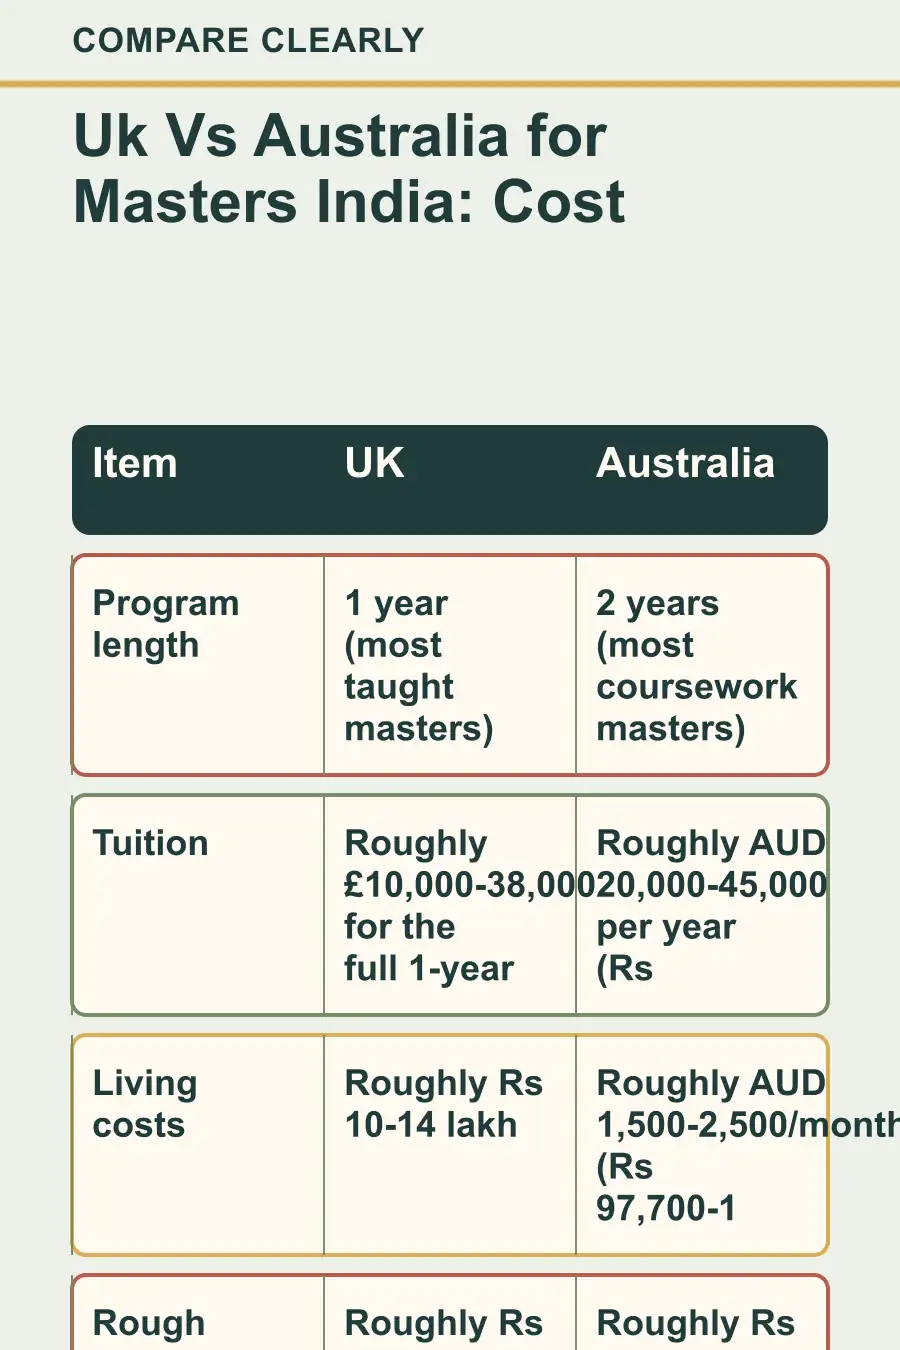 COMPARE CLEARLY
Uk Vs Australia for
Masters India: Cost
Item
UK
Australia
Program
length
1 year
(most
taught
masters)
2 years
(most
coursework
masters)
Tuition
Roughly
£10,000-38,000
for the
full 1-year
Roughly AUD
20,000-45,000
per year
(Rs
Living
costs
Roughly Rs
10-14 lakh
Roughly AUD
1,500-2,500/month
(Rs
97,700-1
Rough
Roughly Rs
Roughly Rs